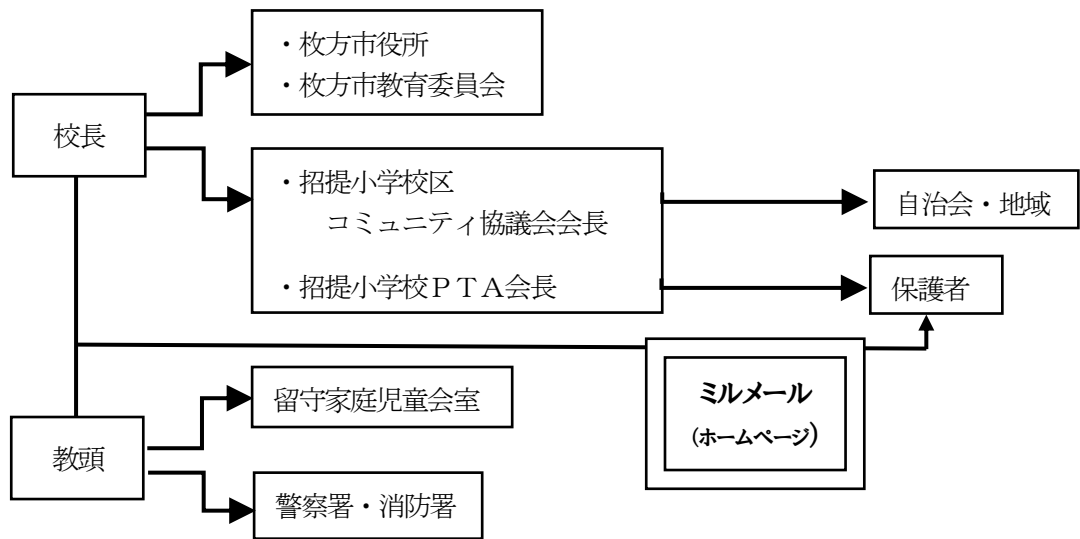 ・枚方市役所
・枚方市教育委員会
校長
・招提小学校区
コミュニティ協議会会長
・招提小学校ＰＴＡ会長
自治会・地域
保護者
ミルメール
(ホームページ)
留守家庭児童会室
教頭
警察署・消防署